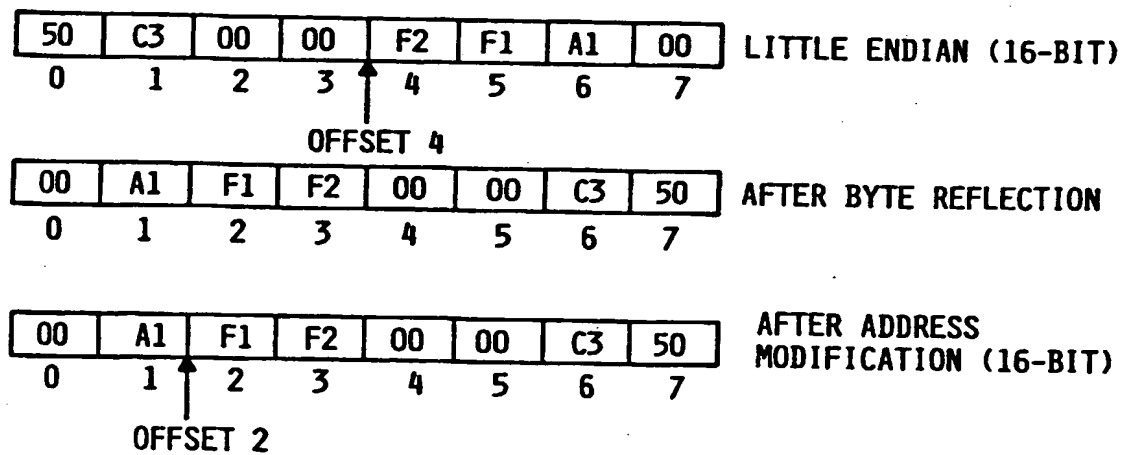 50 C3 00 00 F2 F1 A1 00 LITTLE ENDIAN (16-BIT)
0 1 2 3 4 5 6 7
OFFSET 4
00 A1 F1 F2 00 00 C3 50 AFTER BYTE REFLECTION
0 1 2 3 4 5 6 7
00 A1 F1 F2 00 00 C3 50 AFTER ADDRESS
MODIFICATION (16-BIT)
0 1 2 3 4 5 6 7
OFFSET 2